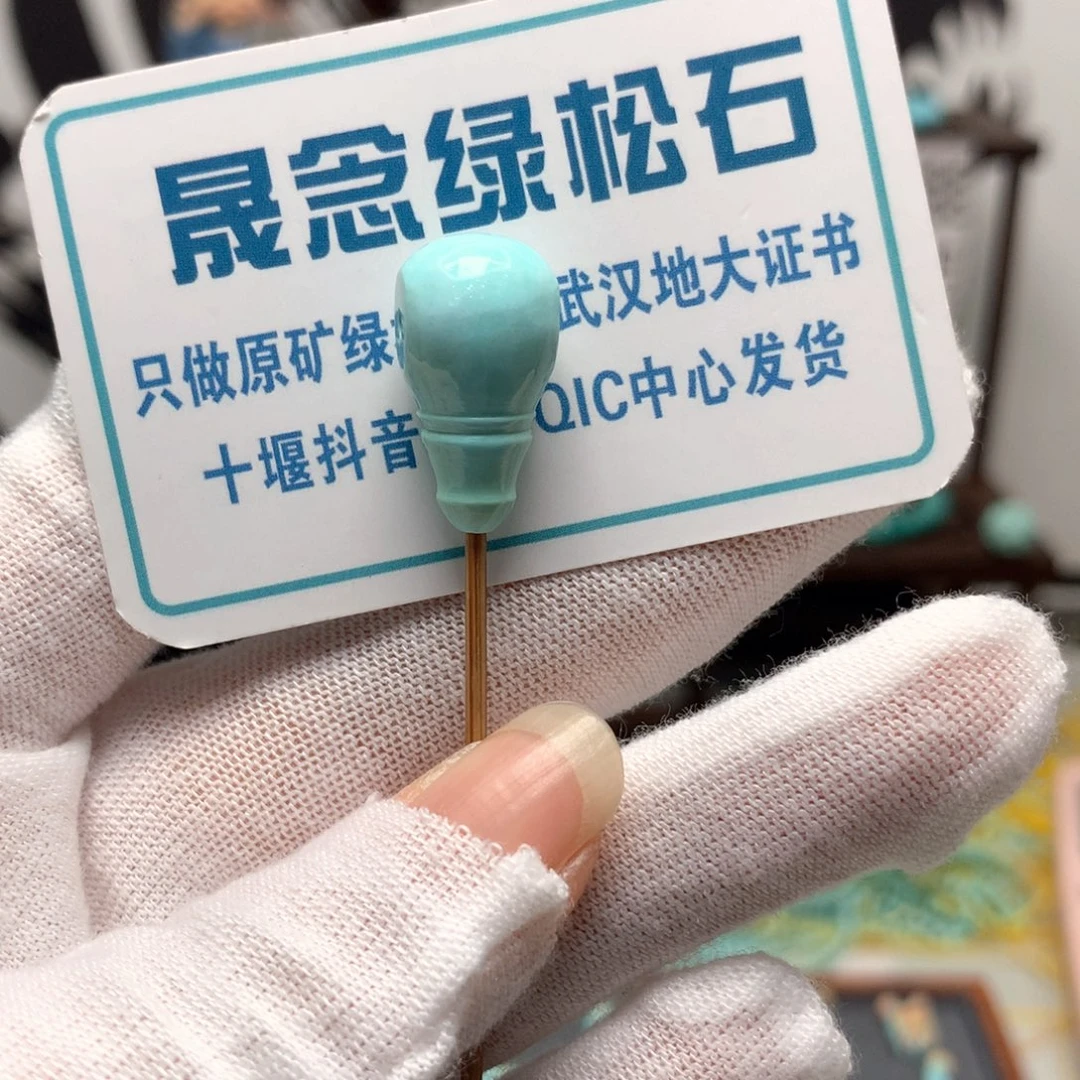 晟念绿松石
只做原矿绿 武汉地大证书
十堰抖音 QIC中心发货